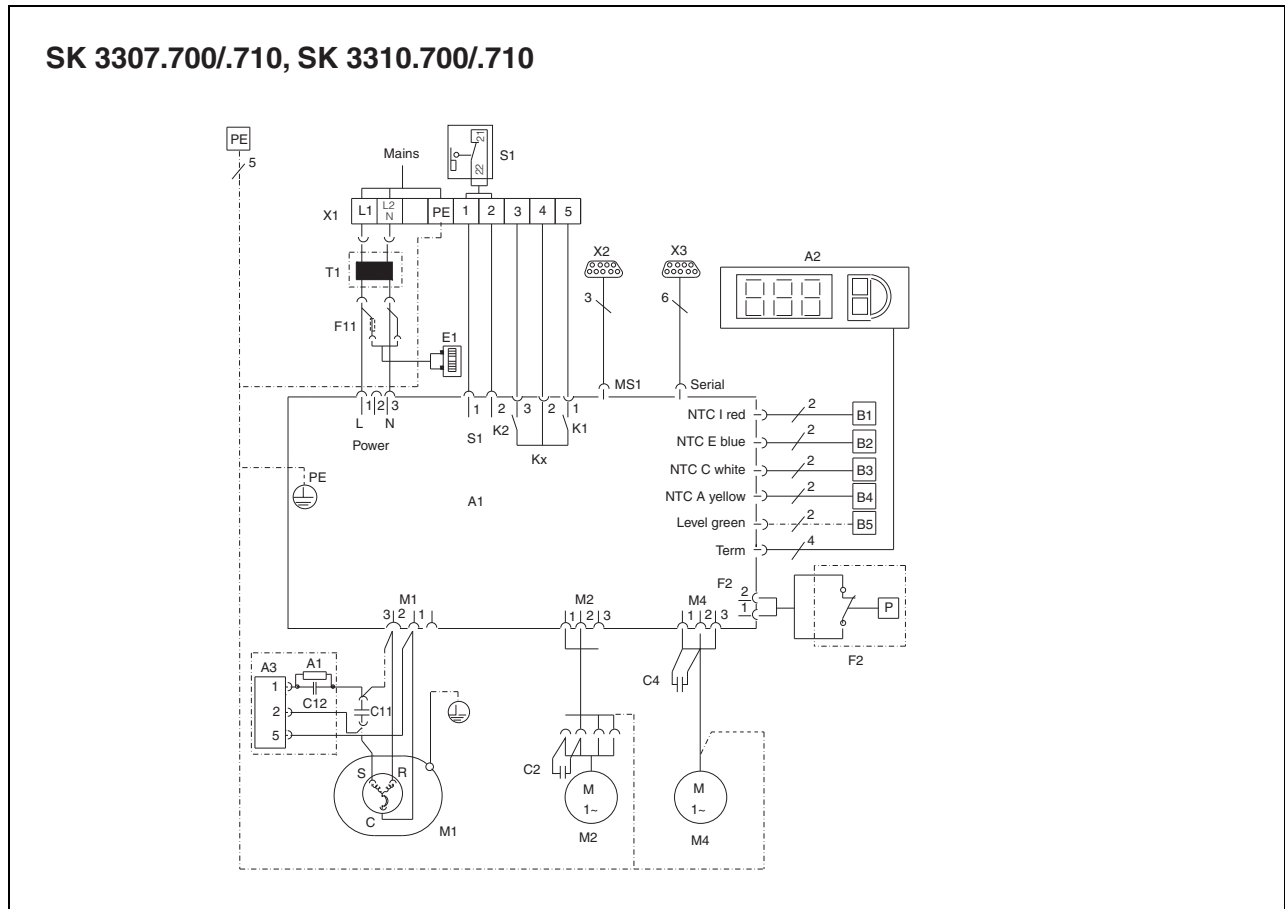 SK 3307.700/.710, SK 3310.700/.710
PE
5
Mains
21
22
S1
X1
L1
L2
N
PE
1
2
3
4
5
T1
X2
X3
A2
3
6
F11
E1
MS1
Serial
1 2 3
L N
Power
1
S1
2
K2
3
2
1
K1
Kx
PE
A1
NTC I red
2
B1
NTC E blue
2
B2
NTC C white
2
B3
NTC A yellow
2
B4
Level green
2
B5
Term
4
F2
2
1
P
F2
M1
3 2 1
M2
1 2 3
M4
1 2 3
A3
1
2
5
A1
C12
C11
C4
C2
S
R
C
M1
M
1~
M2
M
1~
M4